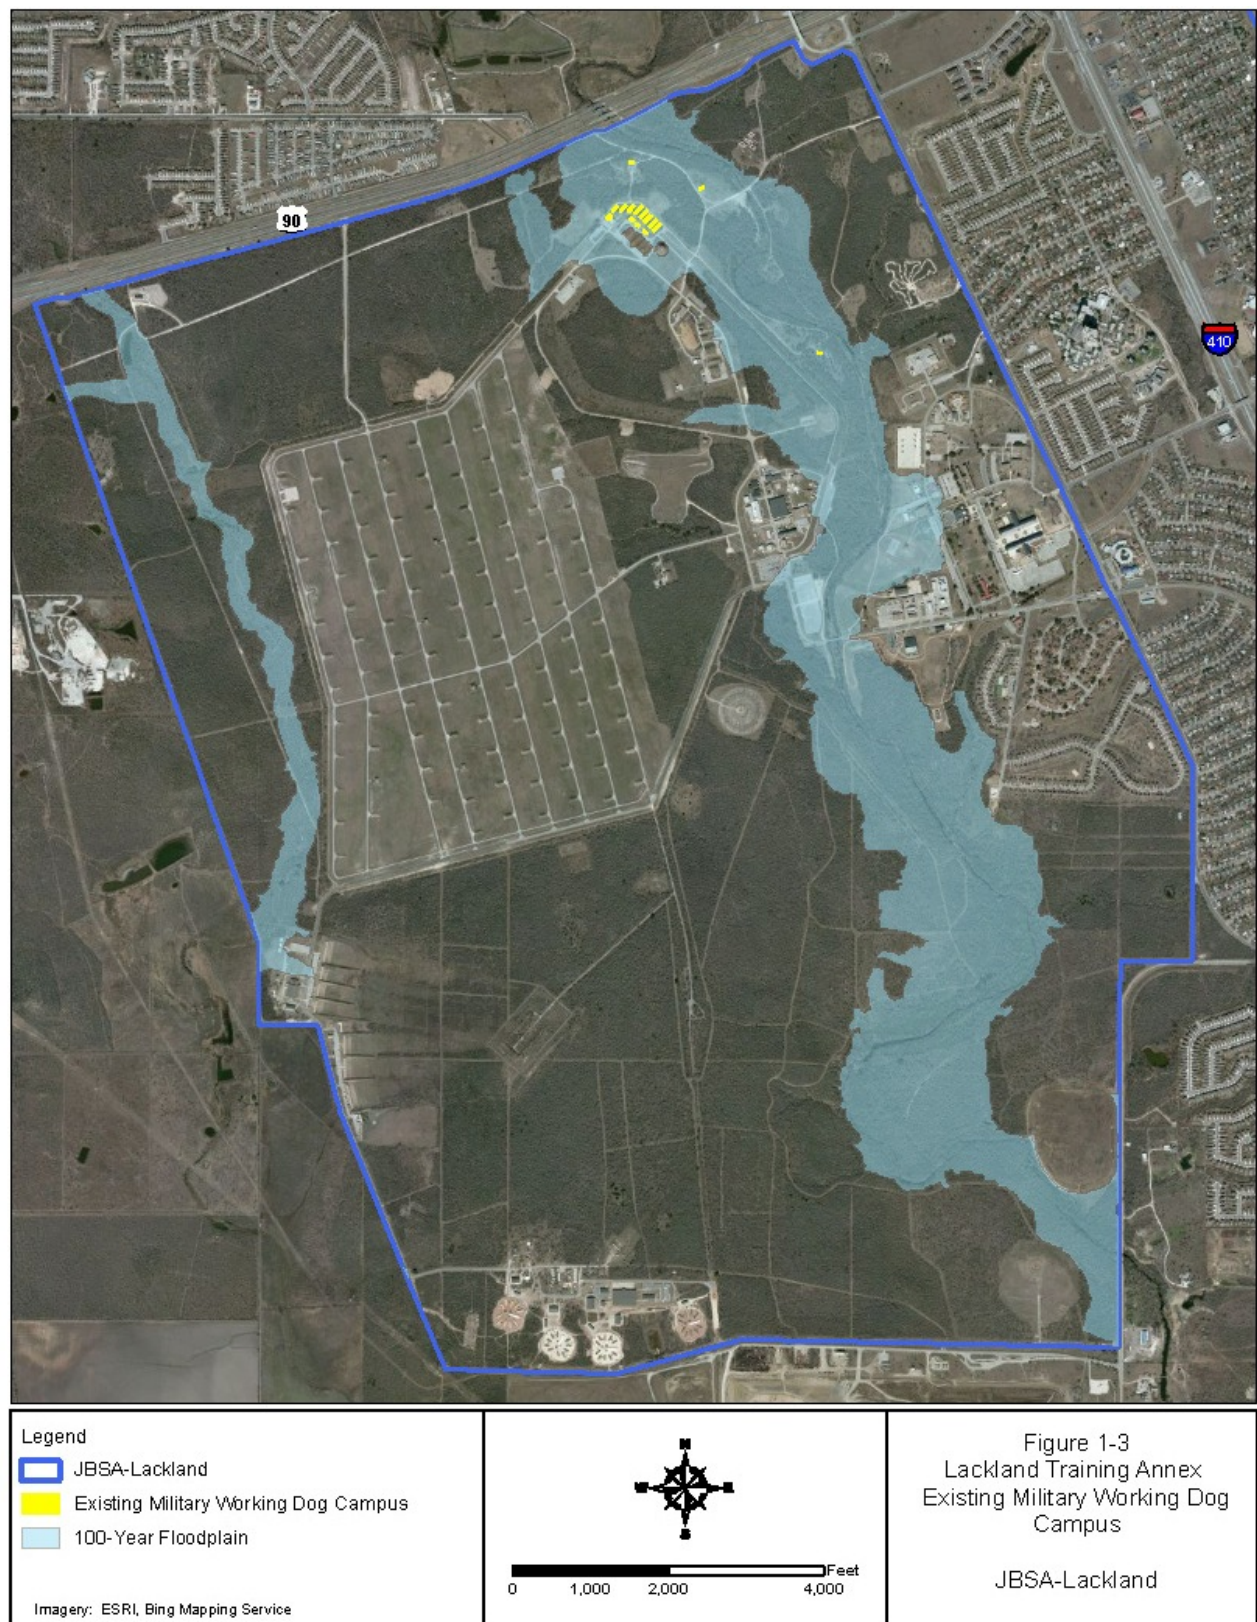 90
410
Legend
JBSA-Lackland
Existing Military Working Dog Campus
100-Year Floodplain
Imagery: ESRI, Bing Mapping Service
N
W
E
S
Feet
0 1,000 2,000 4,000
Figure 1-3
Lackland Training Annex
Existing Military Working Dog
Campus
JBSA-Lackland